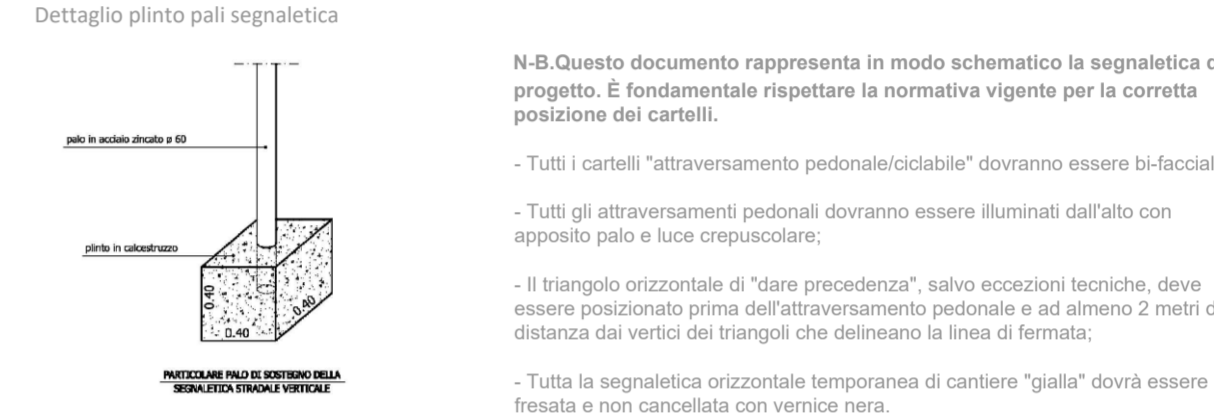 Dettaglio plinto pali segnaletica
palo in acciaio zincato ø 60
plinto in calcestruzzo
0.40
0.40
0.40
PARTICOLARE PALO DI SOSTEGNO DELLA
SEGNALETICA STRADALE VERTICALE
N-B.Questo documento rappresenta in modo schematico la segnaletica
progetto. È fondamentale rispettare la normativa vigente per la corretta
posizione dei cartelli.
- Tutti i cartelli "attraversamento pedonale/ciclabile" dovranno essere bi-faccial
- Tutti gli attraversamenti pedonali dovranno essere illuminati dall'alto con
apposito palo e luce crepuscolare;
- Il triangolo orizzontale di "dare precedenza", salvo eccezioni tecniche, deve
essere posizionato prima dell'attraversamento pedonale e ad almeno 2 metri
distanza dai vertici dei triangoli che delineano la linea di fermata;
- Tutta la segnaletica orizzontale temporanea di cantiere "gialla" dovrà essere
fresata e non cancellata con vernice nera.